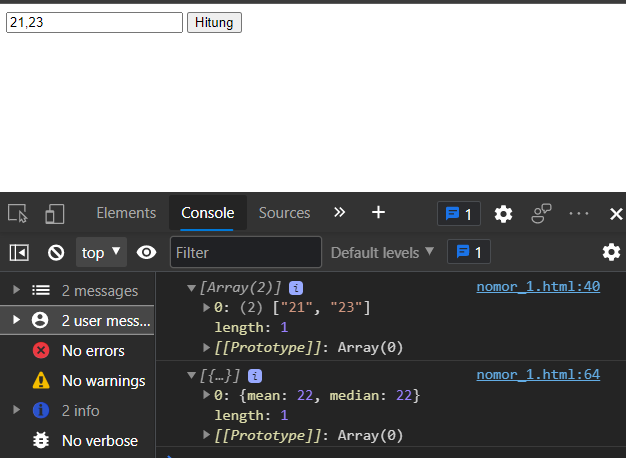 21,23 Hitung
Elements Console Sources » + 1
top Filter Default levels 1
2 messages
2 user mess...
No errors
No warnings
2 info
No verbose
[Array(2)] i nomor_1.html:40
0: (2) ["21", "23"]
length: 1
[[Prototype]]: Array(0)
[{…}] i nomor_1.html:64
0: {mean: 22, median: 22}
length: 1
[[Prototype]]: Array(0)